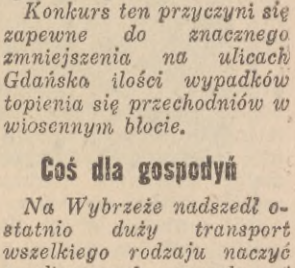 Konkurs ten przyczyni się
zapewne do znacznego
zmniejszenia na ulicach
Gdańska ilości wypadków
topienia się przechodniów w
wiosennym błocie.
Coś dla gospodyń
Na Wybrzeże nadszedł o-
statnio duży transport
wszelkiego rodzaju naczyć